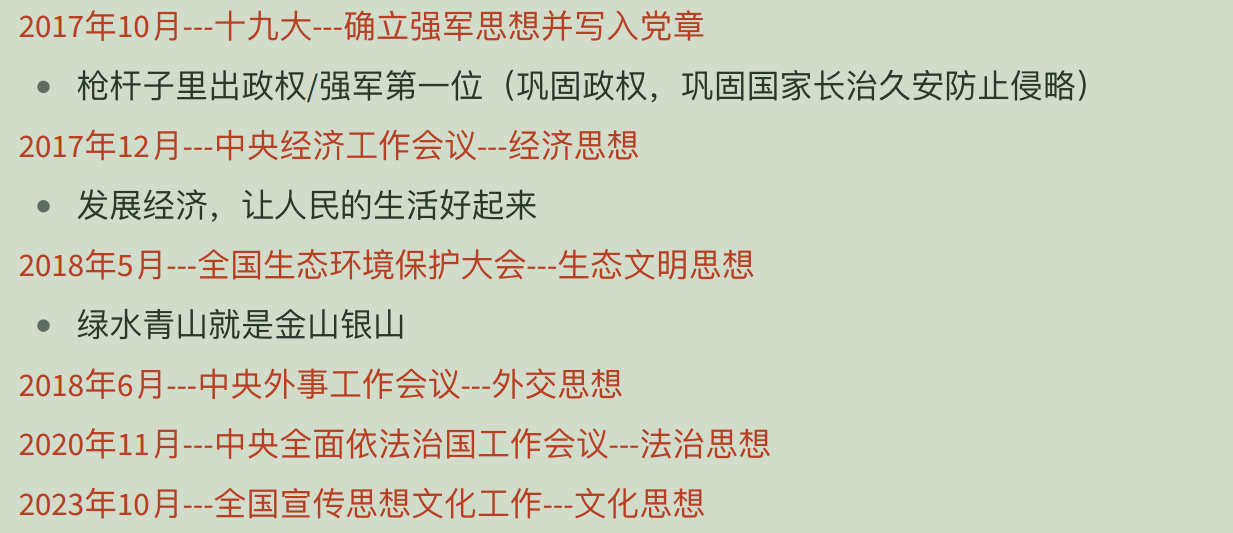 2017年10月---十九大---确立强军思想并写入党章
● 枪杆子里出政权/强军第一位（巩固政权，巩固国家长治久安防止侵略）
2017年12月---中央经济工作会议---经济思想
● 发展经济，让人民的生活好起来
2018年5月---全国生态环境保护大会---生态文明思想
● 绿水青山就是金山银山
2018年6月---中央外事工作会议---外交思想
2020年11月---中央全面依法治国工作会议---法治思想
2023年10月---全国宣传思想文化工作---文化思想